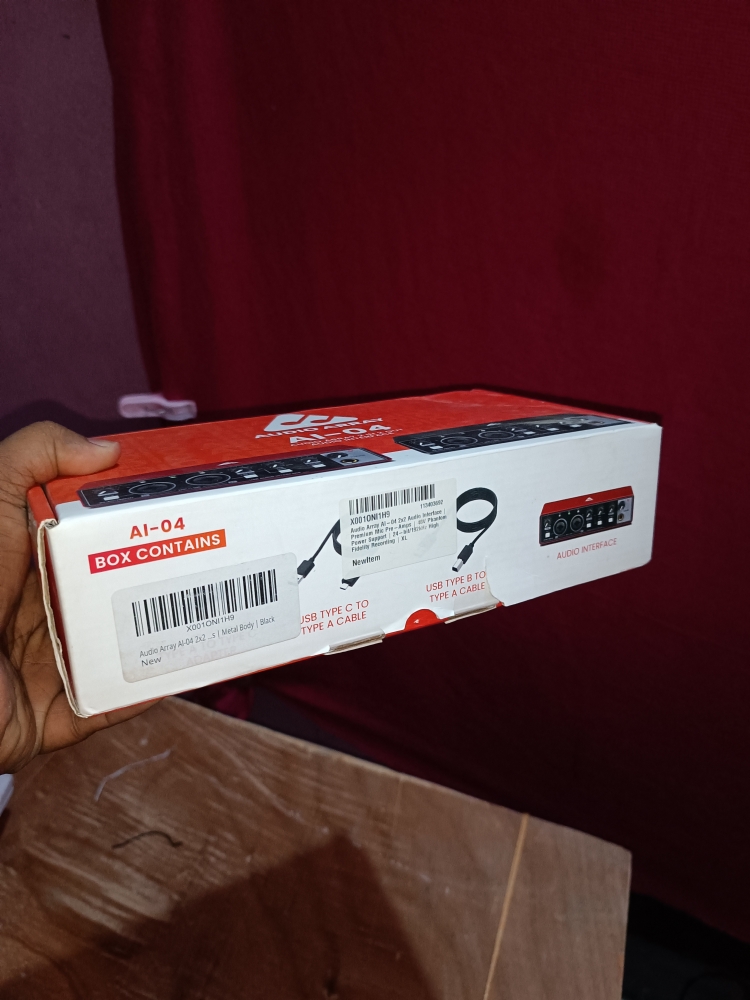 AUDIO ARRAY
AI-04
AI-04
BOX CONTAINS
X001ONI1H9
Audio Array AI-04 2x2 ...s | Metal Body | Black
New
X001ONI1H9
113403692
Audio Array AI-04 2x2 Audio Interface |
Premium Mic Pre-Amps | 48V Phantom
Power Support | 24-bit/192kHz High
Fidelity Recording | XL
NewItem
USB TYPE C TO
TYPE A CABLE
USB TYPE B TO
TYPE A CABLE
AUDIO INTERFACE